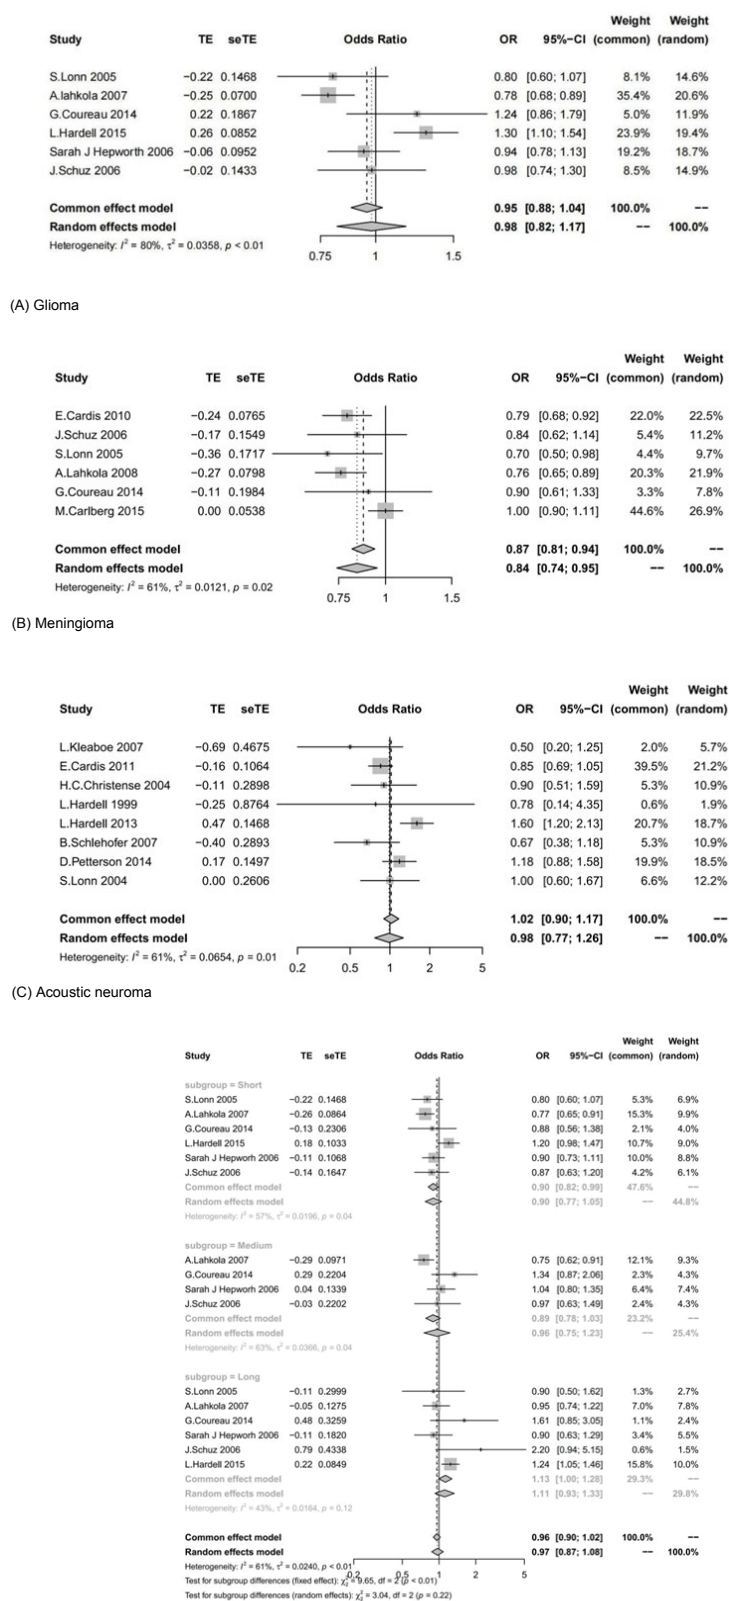 Weight Weight
Study TE seTE Odds Ratio OR 95%−CI (common) (random)
S.Lonn 2005 −0.22 0.1468 0.80 [0.60; 1.07] 8.1% 14.6%
A.lahkola 2007 −0.25 0.0700 0.78 [0.68; 0.89] 35.4% 20.6%
G.Coureau 2014 0.22 0.1867 1.24 [0.86; 1.79] 5.0% 11.9%
L.Hardell 2015 0.26 0.0852 1.30 [1.10; 1.54] 23.9% 19.4%
Sarah J Hepworth 2006 −0.06 0.0952 0.94 [0.78; 1.13] 19.2% 18.7%
J.Schuz 2006 −0.02 0.1433 0.98 [0.74; 1.30] 8.5% 14.9%
Common effect model 0.95 [0.88; 1.04] 100.0% −−
Random effects model 0.98 [0.82; 1.17] −− 100.0%
Heterogeneity: I² = 80%, τ² = 0.0358, p < 0.01
0.75 1 1.5
(A) Glioma
Weight Weight
Study TE seTE Odds Ratio OR 95%−CI (common) (random)
E.Cardis 2010 −0.24 0.0765 0.79 [0.68; 0.92] 22.0% 22.5%
J.Schuz 2006 −0.17 0.1549 0.84 [0.62; 1.14] 5.4% 11.2%
S.Lonn 2005 −0.36 0.1717 0.70 [0.50; 0.98] 4.4% 9.7%
A.Lahkola 2008 −0.27 0.0798 0.76 [0.65; 0.89] 20.3% 21.9%
G.Coureau 2014 −0.11 0.1984 0.90 [0.61; 1.33] 3.3% 7.8%
M.Carlberg 2015 0.00 0.0538 1.00 [0.90; 1.11] 44.6% 26.9%
Common effect model 0.87 [0.81; 0.94] 100.0% −−
Random effects model 0.84 [0.74; 0.95] −− 100.0%
Heterogeneity: I² = 61%, τ² = 0.0121, p = 0.02
0.75 1 1.5
(B) Meningioma
Weight Weight
Study TE seTE Odds Ratio OR 95%−CI (common) (random)
L.Kleaboe 2007 −0.69 0.4675 0.50 [0.20; 1.25] 2.0% 5.7%
E.Cardis 2011 −0.16 0.1064 0.85 [0.69; 1.05] 39.5% 21.2%
H.C.Christense 2004 −0.11 0.2898 0.90 [0.51; 1.59] 5.3% 10.9%
L.Hardell 1999 −0.25 0.8764 0.78 [0.14; 4.35] 0.6% 1.9%
L.Hardell 2013 0.47 0.1468 1.60 [1.20; 2.13] 20.7% 18.7%
B.Schlehofer 2007 −0.40 0.2893 0.67 [0.38; 1.18] 5.3% 10.9%
D.Petterson 2014 0.17 0.1497 1.18 [0.88; 1.58] 19.9% 18.5%
S.Lonn 2004 0.00 0.2606 1.00 [0.60; 1.67] 6.6% 12.2%
Common effect model 1.02 [0.90; 1.17] 100.0% −−
Random effects model 0.98 [0.77; 1.26] −− 100.0%
Heterogeneity: I² = 61%, τ² = 0.0654, p = 0.01
0.2 0.5 1 2 5
(C) Acoustic neuroma
Weight Weight
Study TE seTE Odds Ratio OR 95%−CI (common) (random)
subgroup = Short
S.Lonn 2005 −0.22 0.1468 0.80 [0.60; 1.07] 5.3% 6.9%
A.Lahkola 2007 −0.26 0.0864 0.77 [0.65; 0.91] 15.3% 9.9%
G.Coureau 2014 −0.13 0.2306 0.88 [0.56; 1.38] 2.1% 4.0%
L.Hardell 2015 0.18 0.1033 1.20 [0.98; 1.47] 10.7% 9.0%
Sarah J Hepworth 2006 −0.11 0.1068 0.90 [0.73; 1.11] 10.0% 8.8%
J.Schuz 2006 −0.14 0.1647 0.87 [0.63; 1.20] 4.2% 6.1%
Common effect model 0.90 [0.82; 0.99] 47.6% −−
Random effects model 0.90 [0.77; 1.05] −− 44.8%
Heterogeneity: I² = 57%, τ² = 0.0196, p = 0.04
subgroup = Medium
A.Lahkola 2007 −0.29 0.0971 0.75 [0.62; 0.91] 12.1% 9.3%
G.Coureau 2014 0.29 0.2204 1.34 [0.87; 2.06] 2.3% 4.3%
Sarah J Hepworth 2006 0.04 0.1339 1.04 [0.80; 1.35] 6.4% 7.4%
J.Schuz 2006 −0.03 0.2202 0.97 [0.63; 1.49] 2.4% 4.3%
Common effect model 0.89 [0.78; 1.03] 23.2% −−
Random effects model 0.96 [0.75; 1.23] −− 25.4%
Heterogeneity: I² = 63%, τ² = 0.0366, p = 0.04
subgroup = Long
S.Lonn 2005 −0.11 0.2999 0.90 [0.50; 1.62] 1.3% 2.7%
A.Lahkola 2007 −0.05 0.1275 0.95 [0.74; 1.22] 7.0% 7.8%
G.Coureau 2014 0.48 0.3259 1.61 [0.85; 3.05] 1.1% 2.4%
Sarah J Hepworth 2006 −0.11 0.1820 0.90 [0.63; 1.29] 3.4% 5.5%
J.Schuz 2006 0.79 0.4338 2.20 [0.94; 5.15] 0.6% 1.5%
L.Hardell 2015 0.22 0.0849 1.24 [1.05; 1.46] 15.8% 10.0%
Common effect model 1.13 [1.00; 1.28] 29.3% −−
Random effects model 1.11 [0.93; 1.33] −− 29.8%
Heterogeneity: I² = 43%, τ² = 0.0164, p = 0.12
Common effect model 0.96 [0.90; 1.02] 100.0% −−
Random effects model 0.97 [0.87; 1.08] −− 100.0%
Heterogeneity: I² = 61%, τ² = 0.0240, p < 0.01
0.2 0.5 1 2 5
Test for subgroup differences (fixed effect): χ²₂ = 9.65, df = 2 (p < 0.01)
Test for subgroup differences (random effects): χ²₂ = 3.04, df = 2 (p = 0.22)